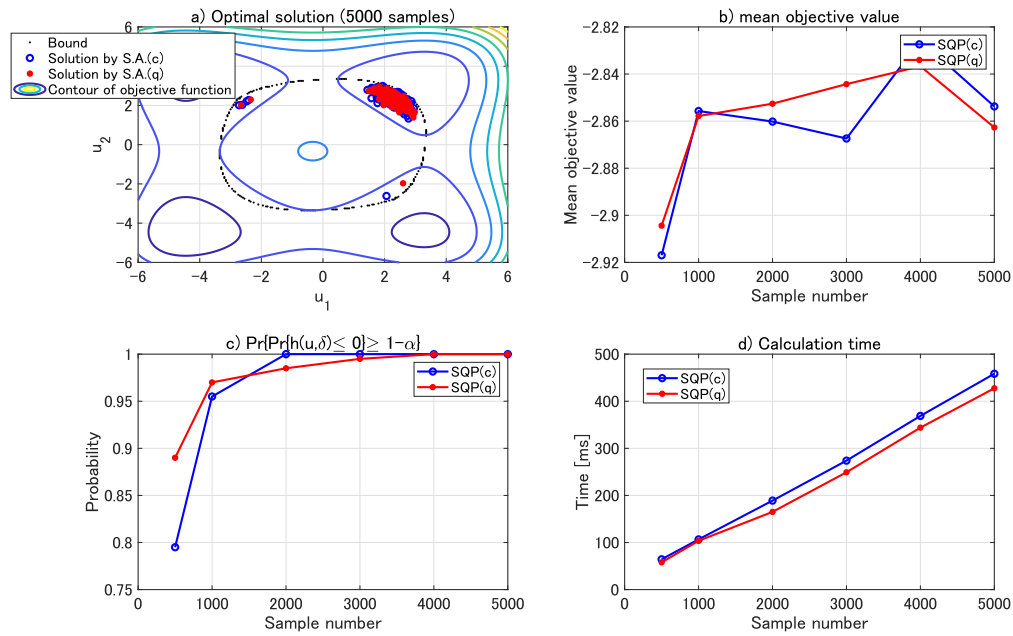 a) Optimal solution (5000 samples)
6
4
2
0
−2
−4
−6
u2
−6
−4
−2
0
2
4
6
u1
Bound
Solution by S.A.(c)
Solution by S.A.(q)
Contour of objective function
b) mean objective value
−2.82
−2.84
−2.86
−2.88
−2.9
−2.92
Mean objective value
0
1000
2000
3000
4000
5000
Sample number
SQP(c)
SQP(q)
c) Pr{Pr{h(u,δ)≤ 0}≥ 1−α}
1
0.95
0.9
0.85
0.8
0.75
Probability
0
1000
2000
3000
4000
5000
Sample number
SQP(c)
SQP(q)
d) Calculation time
500
400
300
200
100
0
Time [ms]
0
1000
2000
3000
4000
5000
Sample number
SQP(c)
SQP(q)